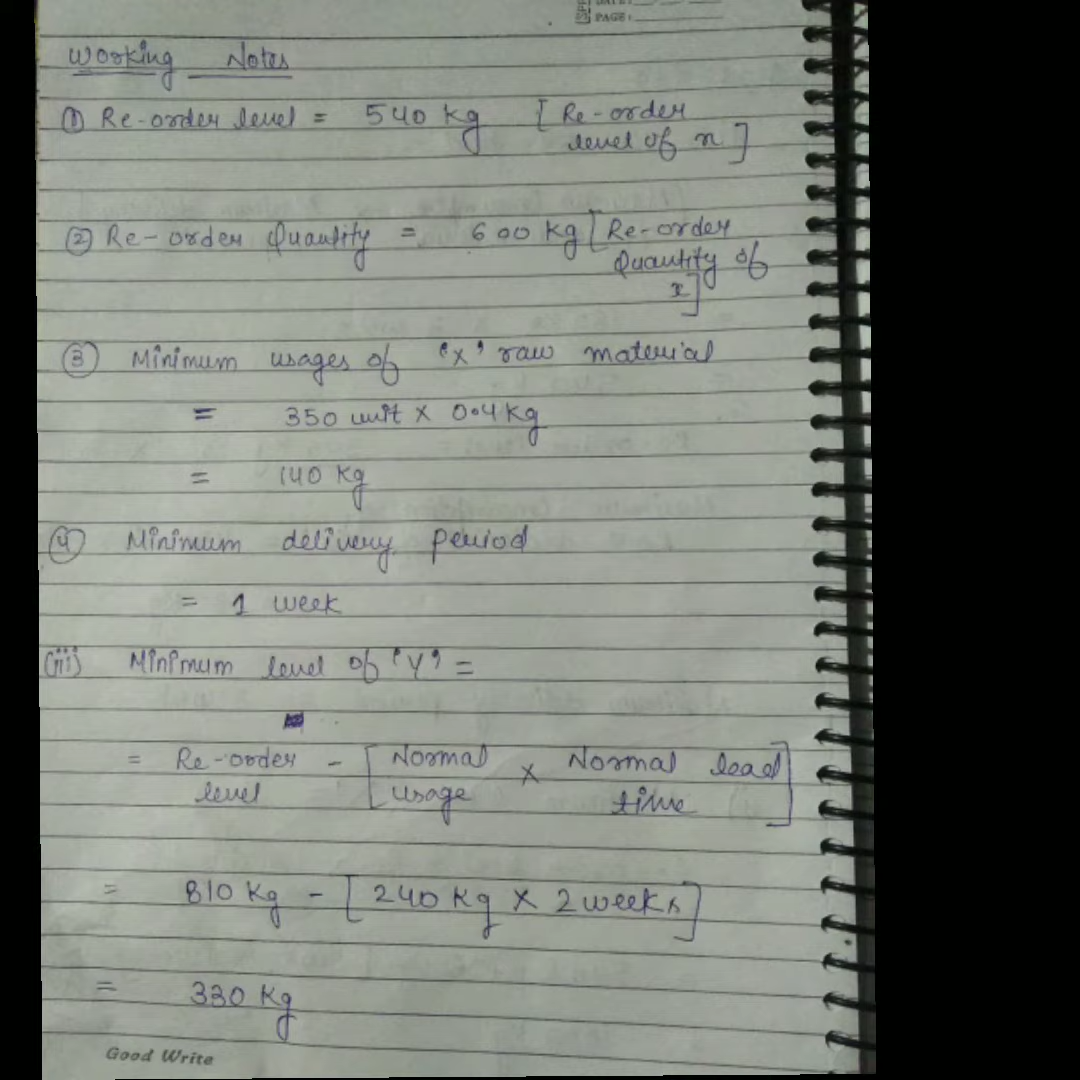 PAGE:
Working Notes
① Re-order level = 540 kg [Re-order
level of x]
② Re-order Quantity = 600 kg [Re-order
Quantity of
x]
③ Minimum usages of 'X' raw material
= 350 unit × 0.4 kg
= 140 kg
④ Minimum delivery period
= 1 week
(iii) Minimum level of 'Y' =
= Re-order level - [Normal usage × Normal lead time]
= 810 kg - [240 kg × 2 weeks]
= 330 kg
Good Write